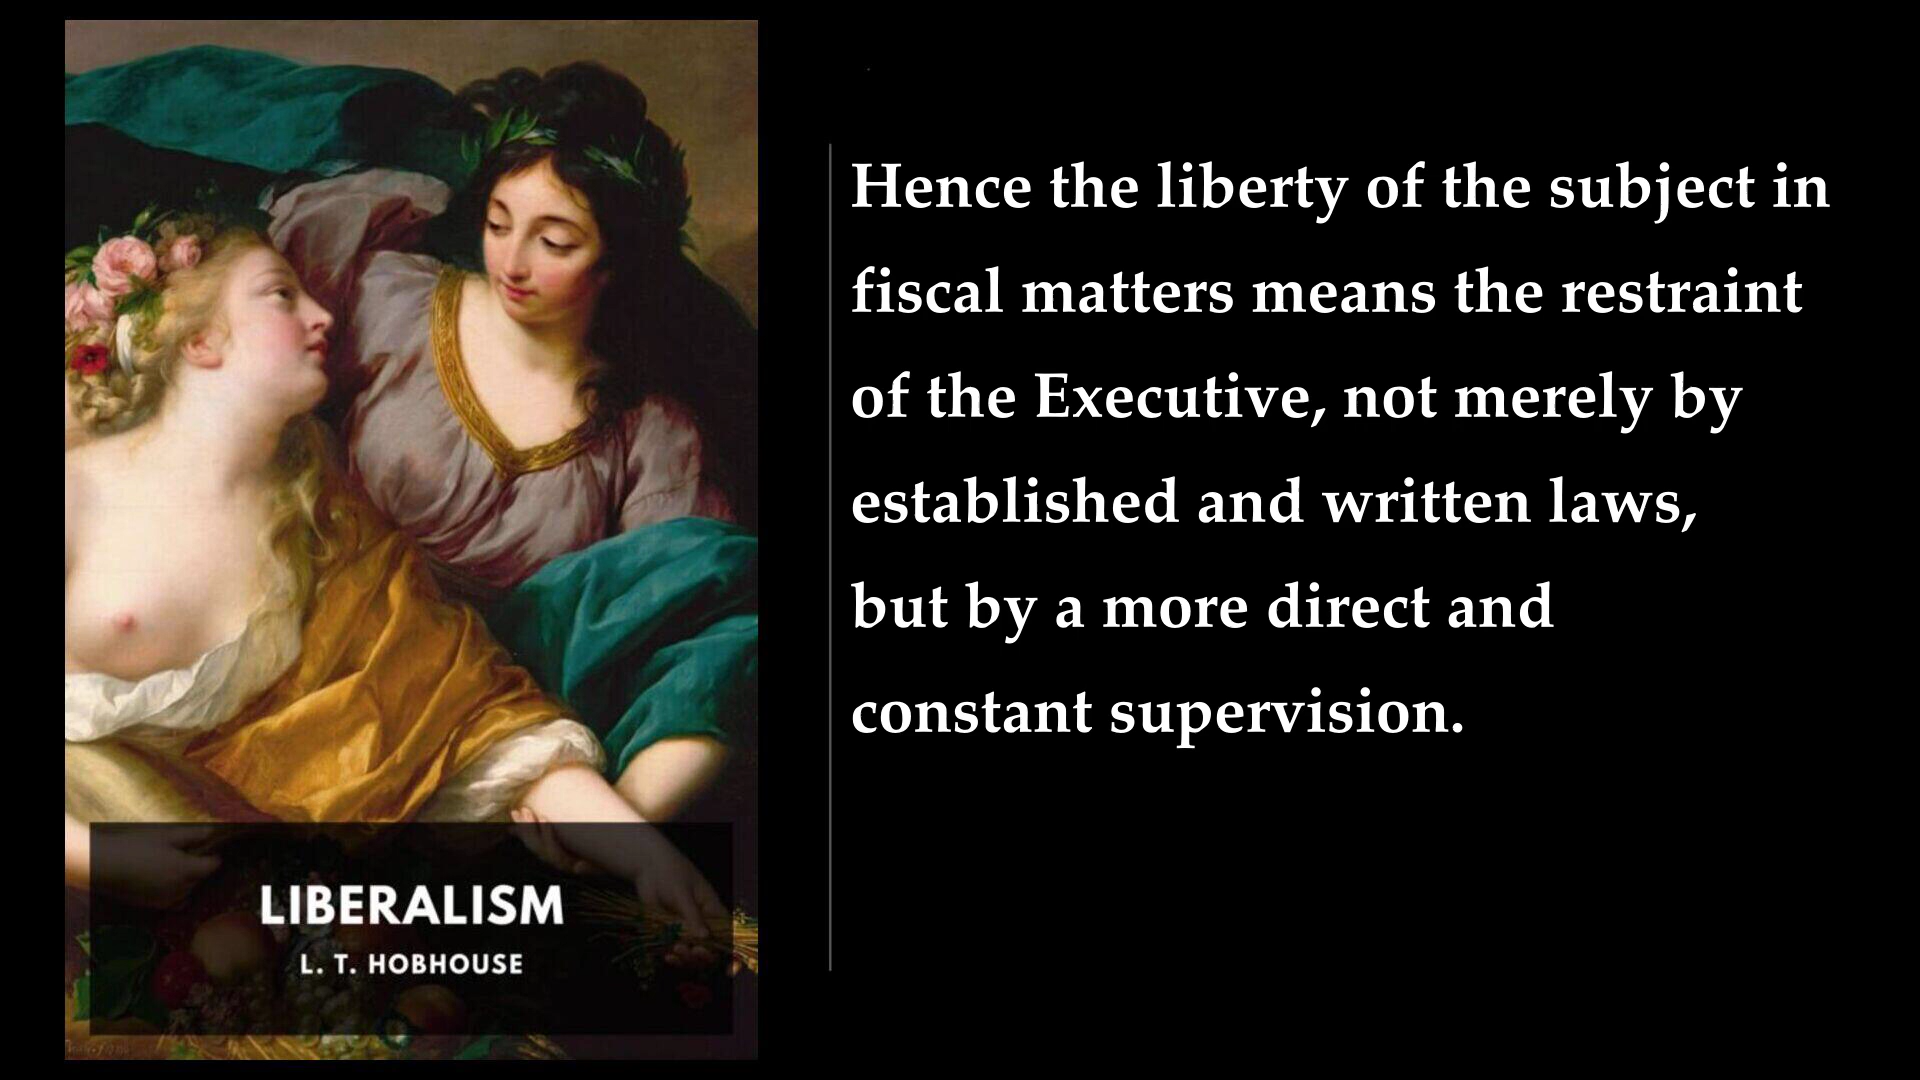 LIBERALISM
L. T. HOBHOUSE
Hence the liberty of the subject in
fiscal matters means the restraint
of the Executive, not merely by
established and written laws,
but by a more direct and
constant supervision.